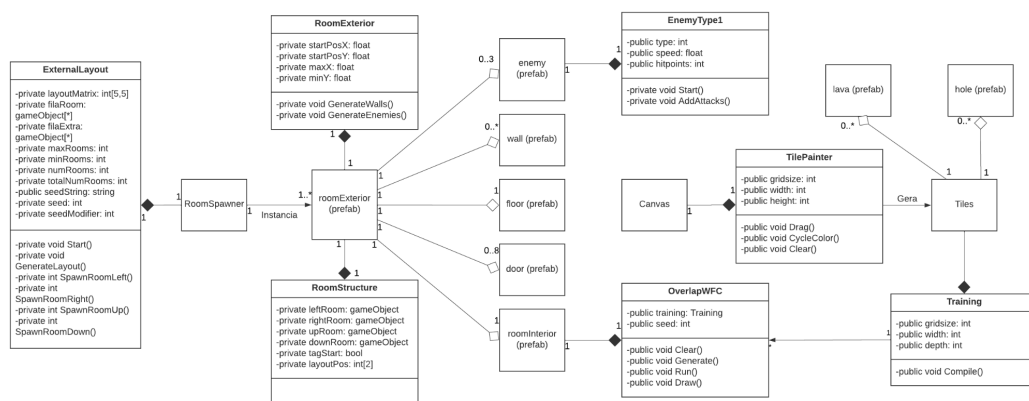 ExternalLayout
-private layoutMatrix: int[5,5]
-private filaRoom:
gameObject[*]
-private filaExtra:
gameObject[*]
-private maxRooms: int
-private minRooms: int
-private numRooms: int
-private totalNumRooms: int
-public seedString: string
-private seed: int
-private seedModifier: int
-private void Start()
-private void
GenerateLayout()
-private int SpawnRoomLeft()
-private int
SpawnRoomRight()
-private int SpawnRoomUp()
-private int
SpawnRoomDown()
1
1
RoomSpawner
1
1..*
Instancia
RoomExterior
-private startPosX: float
-private startPosY: float
-private maxX: float
-private minY: float
-private void GenerateWalls()
-private void GenerateEnemies()
1
1
roomExterior
(prefab)
1
1
1
1
1
1
1
RoomStructure
-private leftRoom: gameObject
-private rightRoom: gameObject
-private upRoom: gameObject
-private downRoom: gameObject
-private tagStart: bool
-private layoutPos: int[2]
0..3
enemy
(prefab)
1
1
EnemyType1
-public type: int
-public speed: float
-public hitpoints: int
-private void Start()
-private void AddAttacks()
0..*
wall (prefab)
1
floor (prefab)
0..8
door (prefab)
1
roomInterior
(prefab)
1
1
OverlapWFC
-public training: Training
-public seed: int
-public void Clear()
-public void Generate()
-public void Run()
-public void Draw()
*
1
Training
-public gridsize: int
-public width: int
-public depth: int
-public void Compile()
Canvas
1
1
TilePainter
-public gridsize: int
-public width: int
-public height: int
-public void Drag()
-public void CycleColor()
-public void Clear()
Gera
Tiles
1
1
lava (prefab)
0..*
hole (prefab)
0..*